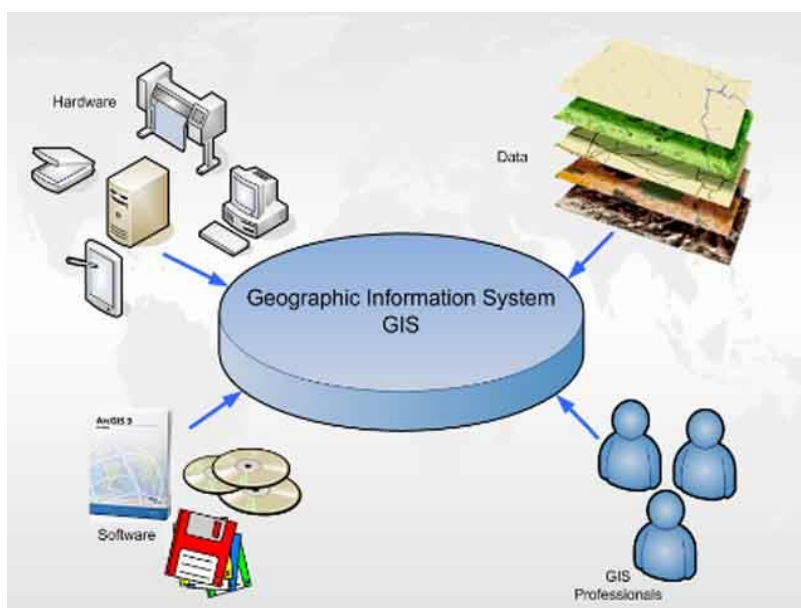 Hardware
Data
Geographic Information System
GIS
ArcGIS 9
Software
GIS
Professionals